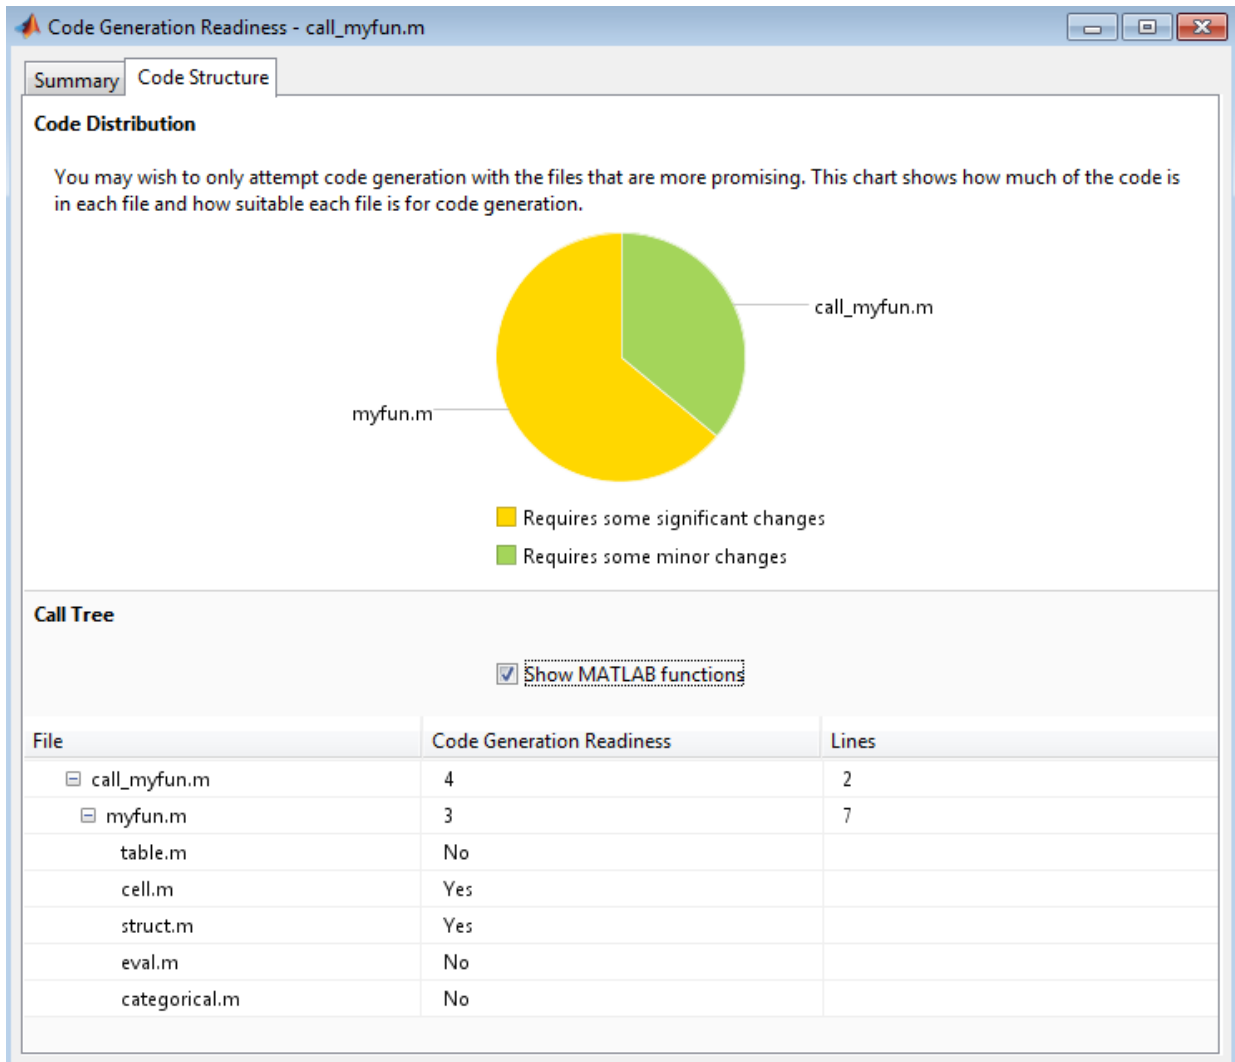 Code Generation Readiness - call_myfun.m
Summary
Code Structure
Code Distribution
You may wish to only attempt code generation with the files that are more promising. This chart shows how much of the code is
in each file and how suitable each file is for code generation.
call_myfun.m
myfun.m
Requires some significant changes
Requires some minor changes
Call Tree
Show MATLAB functions
File Code Generation Readiness Lines
call_myfun.m 4 2
myfun.m 3 7
table.m No
cell.m Yes
struct.m Yes
eval.m No
categorical.m No